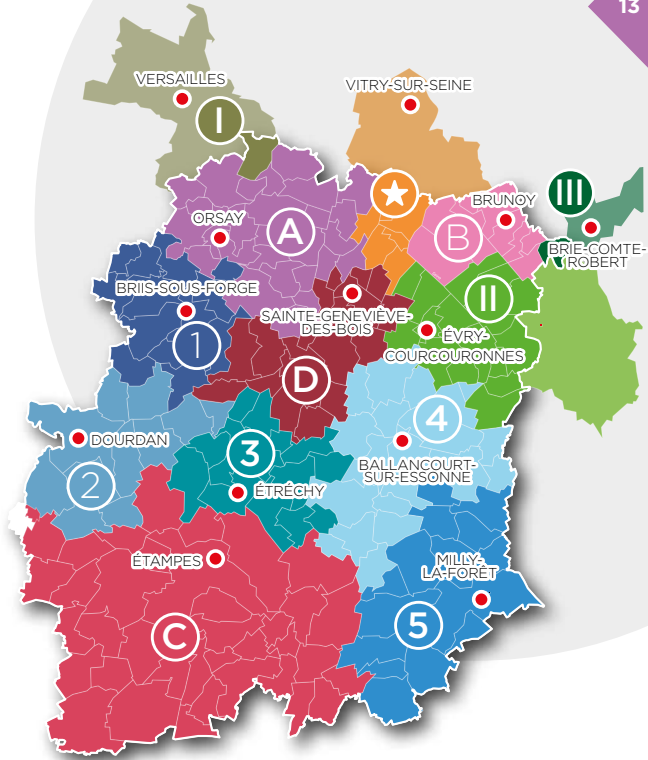 13
VERSAILLES
VITRY-SUR-SEINE
I
III
BRUNOY
ORSAY
A
B
BRIE-COMTE-
ROBERT
BRIIS-SOUS-FORGE
II
SAINTE-GENEVIÈVE-
DES-BOIS
ÉVRY-
COURCOURONNES
1
D
4
DOURDAN
3
BALLANCOURT-
SUR-ESSONNE
2
ÉTRÉCHY
ÉTAMPES
MILLY-
LA-FORÊT
C
5